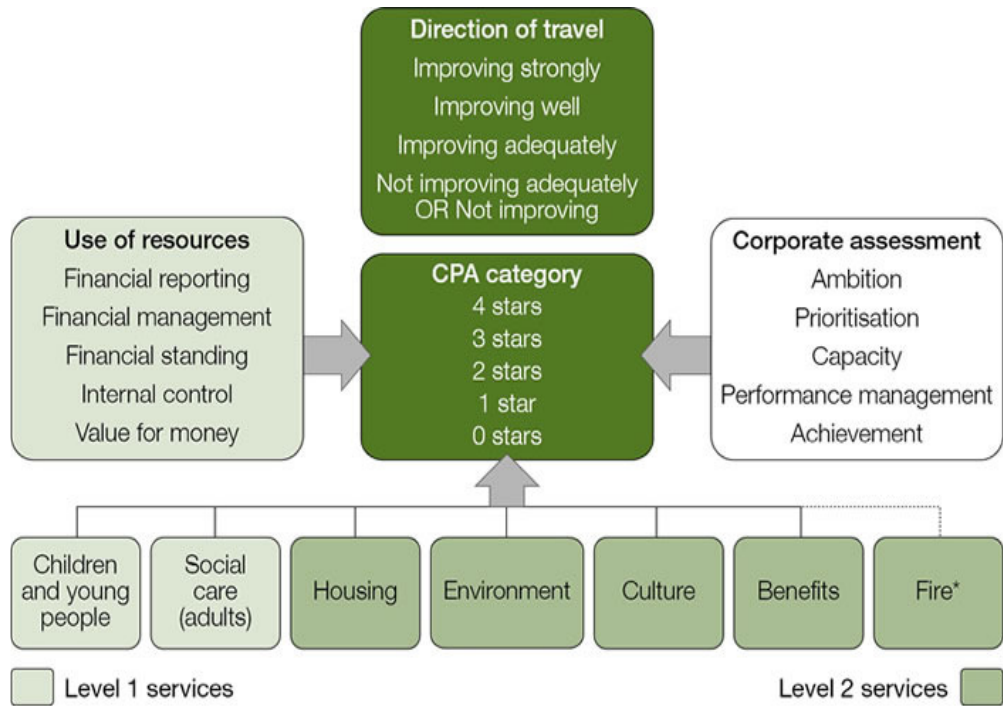 Direction of travel
Improving strongly
Improving well
Improving adequately
Not improving adequately
OR Not improving
Use of resources
Financial reporting
Financial management
Financial standing
Internal control
Value for money
CPA category
4 stars
3 stars
2 stars
1 star
0 stars
Corporate assessment
Ambition
Prioritisation
Capacity
Performance management
Achievement
Children
and young
people
Social
care
(adults)
Housing
Environment
Culture
Benefits
Fire*
Level 1 services
Level 2 services